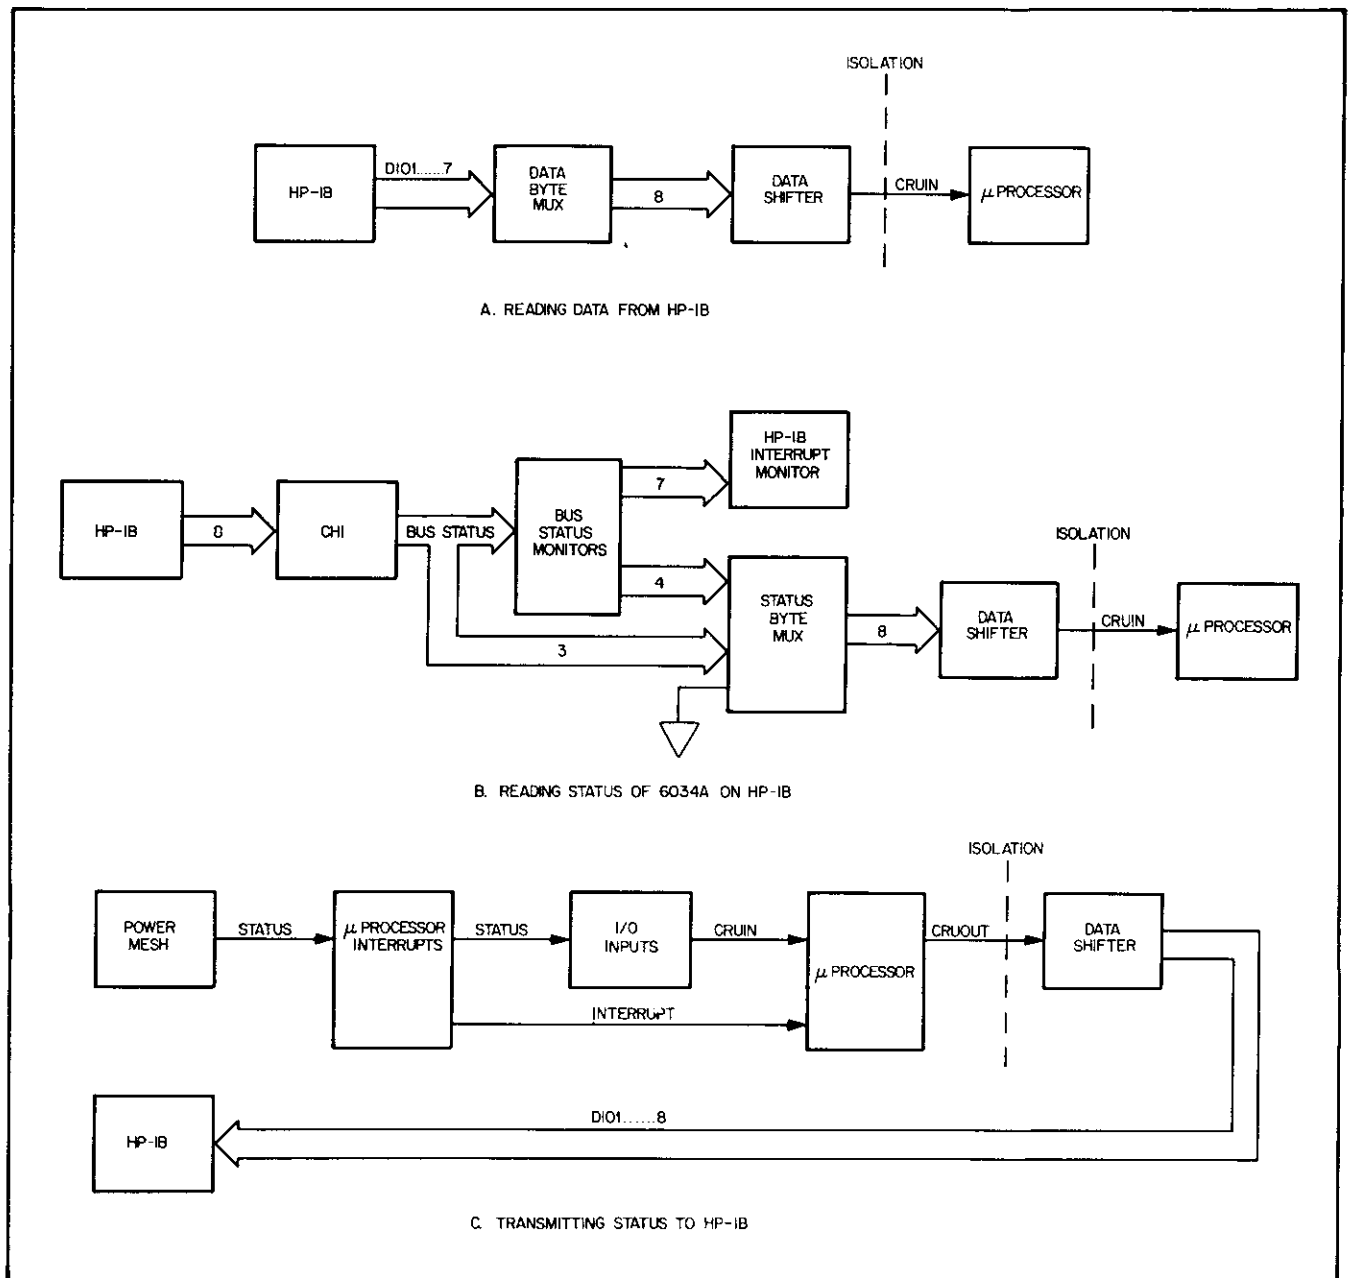 ISOLATION
HP-IB
DIO1......7
DATA
BYTE
MUX
8
DATA
SHIFTER
CRUIN
μ PROCESSOR
A. READING DATA FROM HP-IB
HP-IB
8
CHI
BUS STATUS
BUS
STATUS
MONITORS
7
HP-IB
INTERRUPT
MONITOR
4
3
STATUS
BYTE
MUX
8
DATA
SHIFTER
ISOLATION
CRUIN
μ PROCESSOR
B. READING STATUS OF 6034A ON HP-IB
ISOLATION
POWER
MESH
STATUS
μ PROCESSOR
INTERRUPTS
STATUS
I/O
INPUTS
CRUIN
INTERRUPT
μ PROCESSOR
CRUOUT
DATA
SHIFTER
HP-IB
DIO1......8
C. TRANSMITTING STATUS TO HP-IB